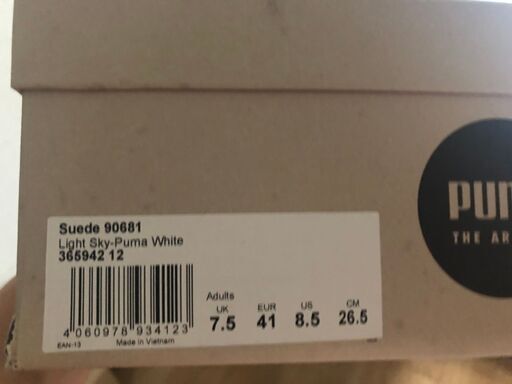 Suede 90681
Light Sky-Puma White
365942 12
Adults
UK EUR US CM
7.5 41 8.5 26.5
4 060978 934123
EAN-13 Made in Vietnam
PUM
THE AR